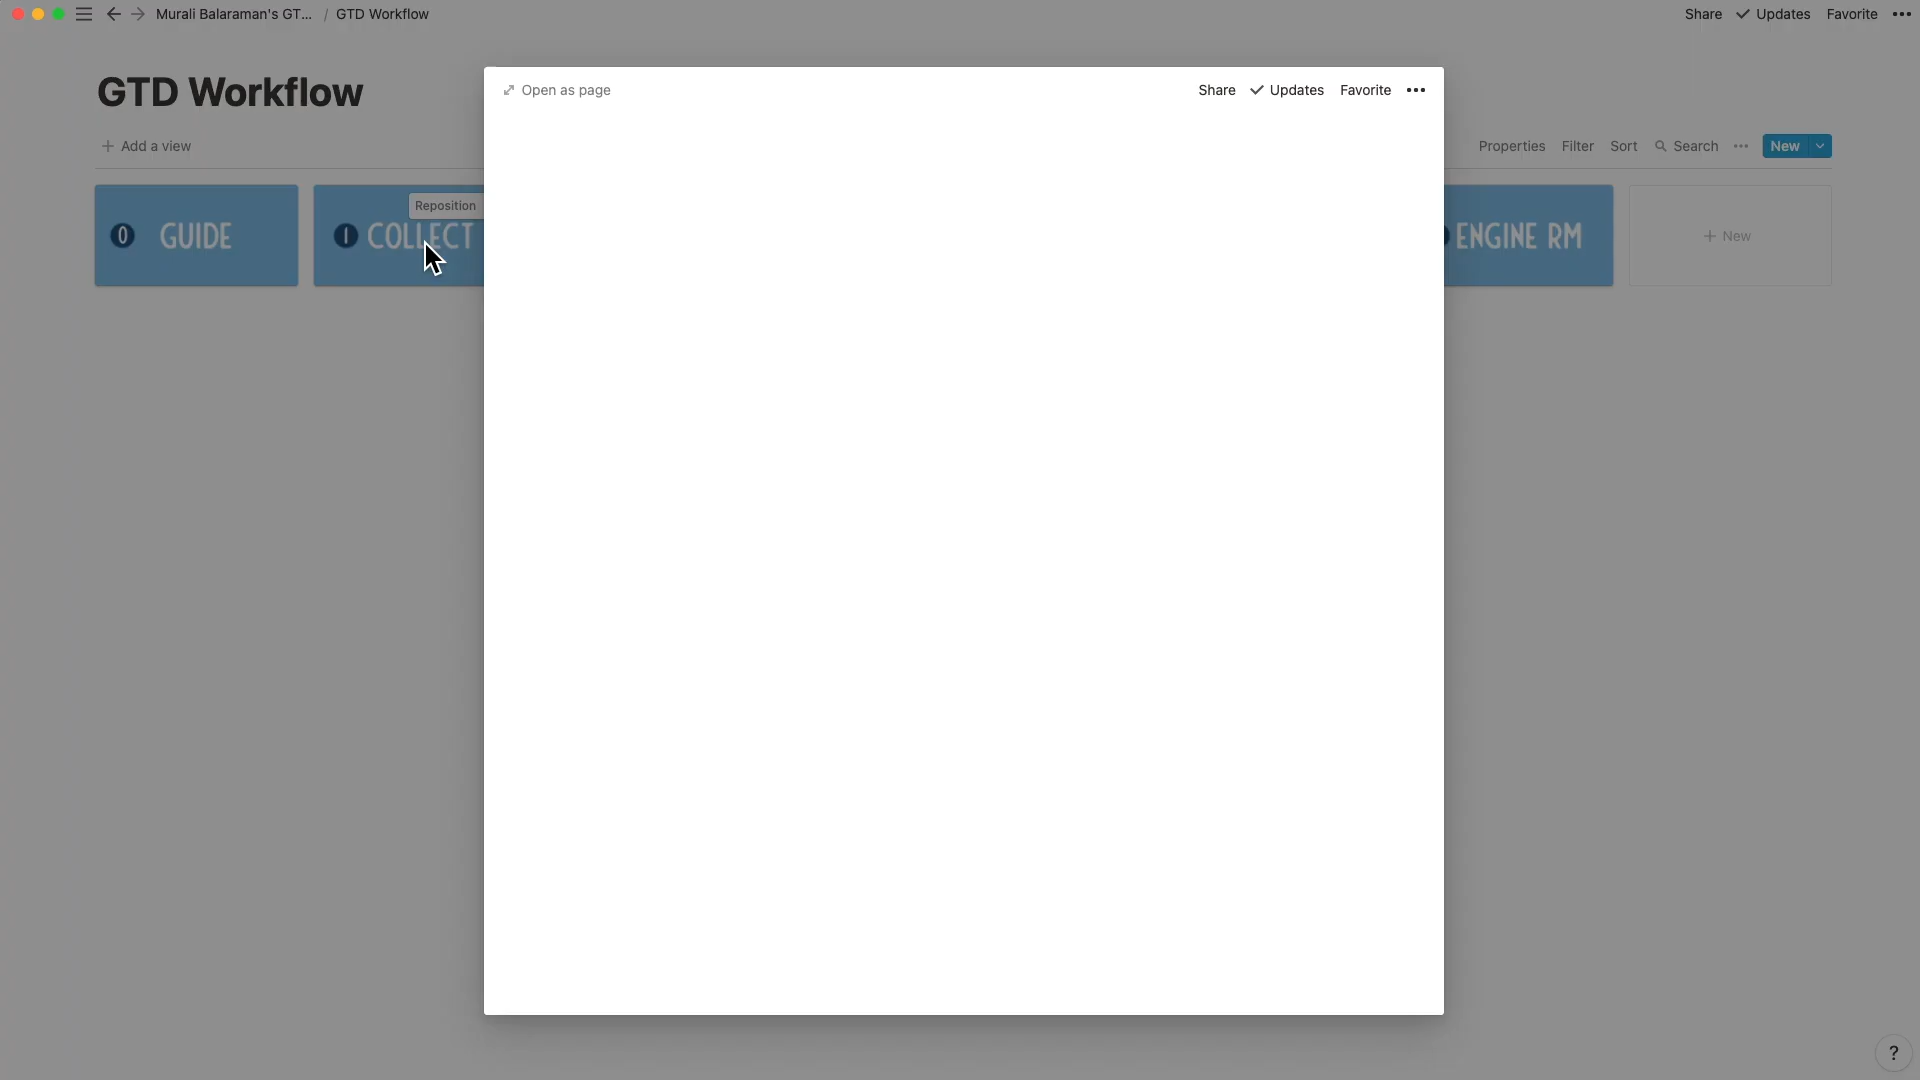 Murali Balaraman's GT... / GTD Workflow
Share Updates Favorite
GTD Workflow
Open as page
Share Updates Favorite
Add a view
Properties Filter Sort Search New
0 GUIDE
1 COLLECT
Reposition
ENGINE RM
New
?